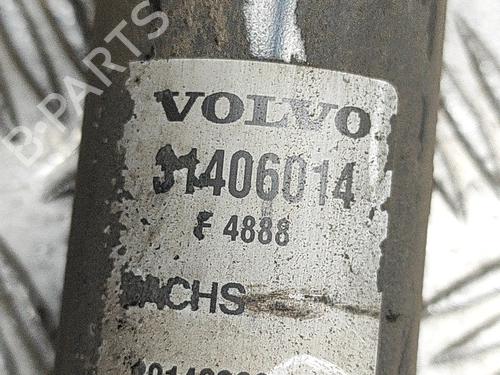 B-PARTS
VOLVO
31406014
F 4888
SACHS